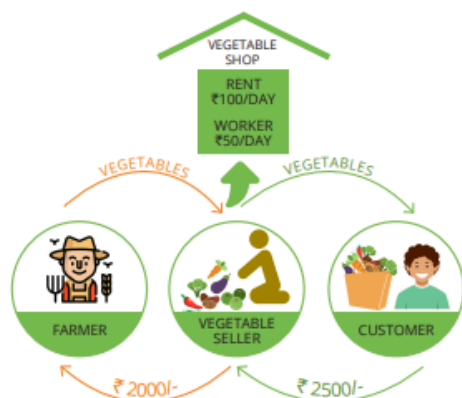 VEGETABLE
SHOP
RENT
₹100/DAY
WORKER
₹50/DAY
VEGETABLES
VEGETABLES
FARMER
VEGETABLE
SELLER
CUSTOMER
₹ 2000/-
₹ 2500/-